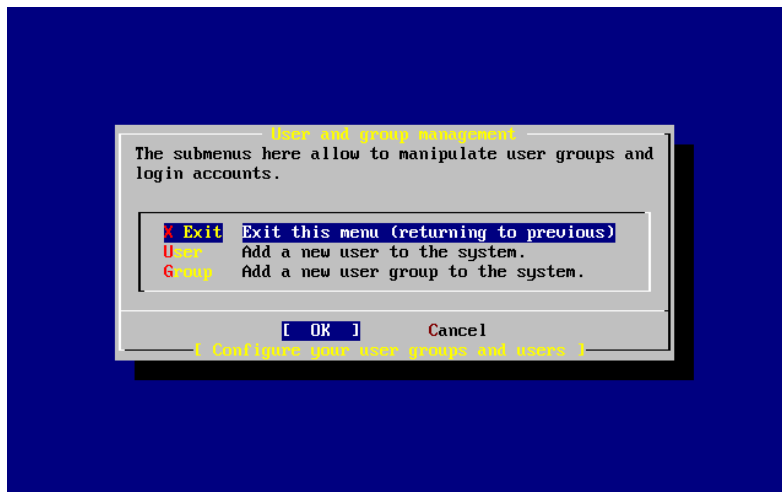 User and group management
The submenus here allow to manipulate user groups and
login accounts.
X Exit Exit this menu (returning to previous)
User Add a new user to the system.
Group Add a new user group to the system.
[ OK ] Cancel
[ Configure your user groups and users ]